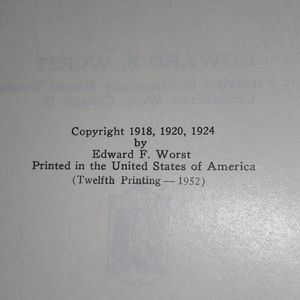 Copyright 1918, 1920, 1924
by
Edward F. Worst
Printed in the United States of America
(Twelfth Printing — 1952)